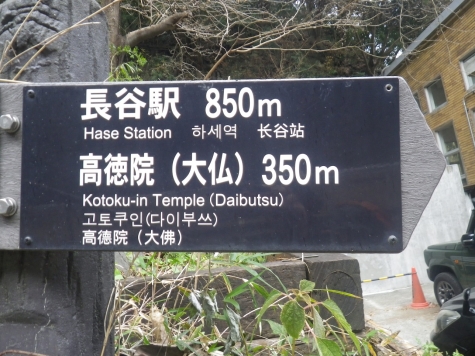 長谷駅 850m
Hase Station 하세역 长谷站
高徳院（大仏）350m
Kotoku-in Temple (Daibutsu)
고토쿠인(다이부쓰)
高德院（大佛）